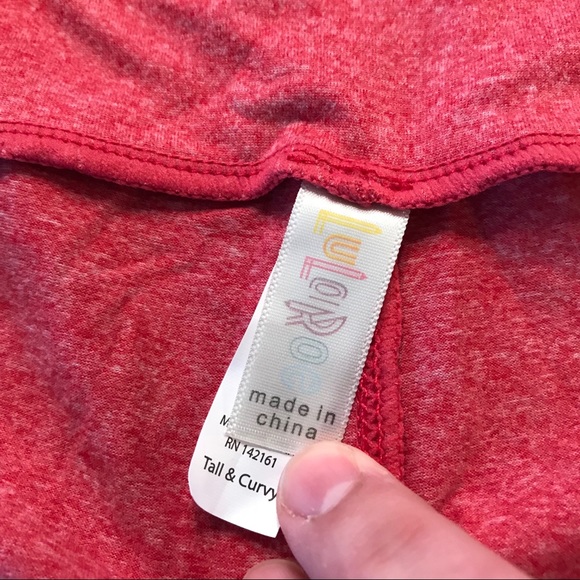 LuLaRoe
made in
china
M
RN 142161
Tall & Curvy